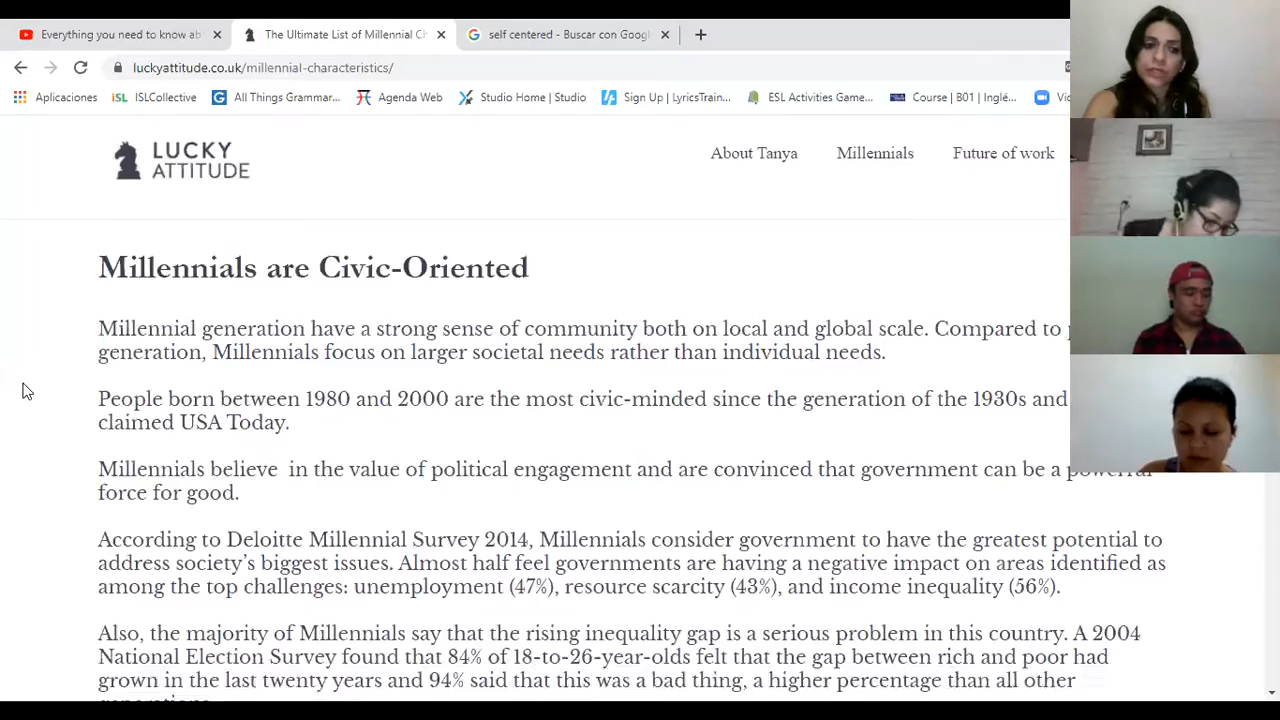 Everything you need to know ab
The Ultimate List of Millennial Ch
self centered - Buscar con Google
luckyattitude.co.uk/millennial-characteristics/
Aplicaciones iSL ISLCollective All Things Grammar... Agenda Web Studio Home | Studio Sign Up | LyricsTrain... ESL Activities Game... Course | B01 | Inglé...
LUCKY
ATTITUDE
About Tanya Millennials Future of work
Millennials are Civic-Oriented
Millennial generation have a strong sense of community both on local and global scale. Compared to
generation, Millennials focus on larger societal needs rather than individual needs.
People born between 1980 and 2000 are the most civic-minded since the generation of the 1930s and
claimed USA Today.
Millennials believe in the value of political engagement and are convinced that government can be a powerful
force for good.
According to Deloitte Millennial Survey 2014, Millennials consider government to have the greatest potential to
address society's biggest issues. Almost half feel governments are having a negative impact on areas identified as
among the top challenges: unemployment (47%), resource scarcity (43%), and income inequality (56%).
Also, the majority of Millennials say that the rising inequality gap is a serious problem in this country. A 2004
National Election Survey found that 84% of 18-to-26-year-olds felt that the gap between rich and poor had
grown in the last twenty years and 94% said that this was a bad thing, a higher percentage than all other